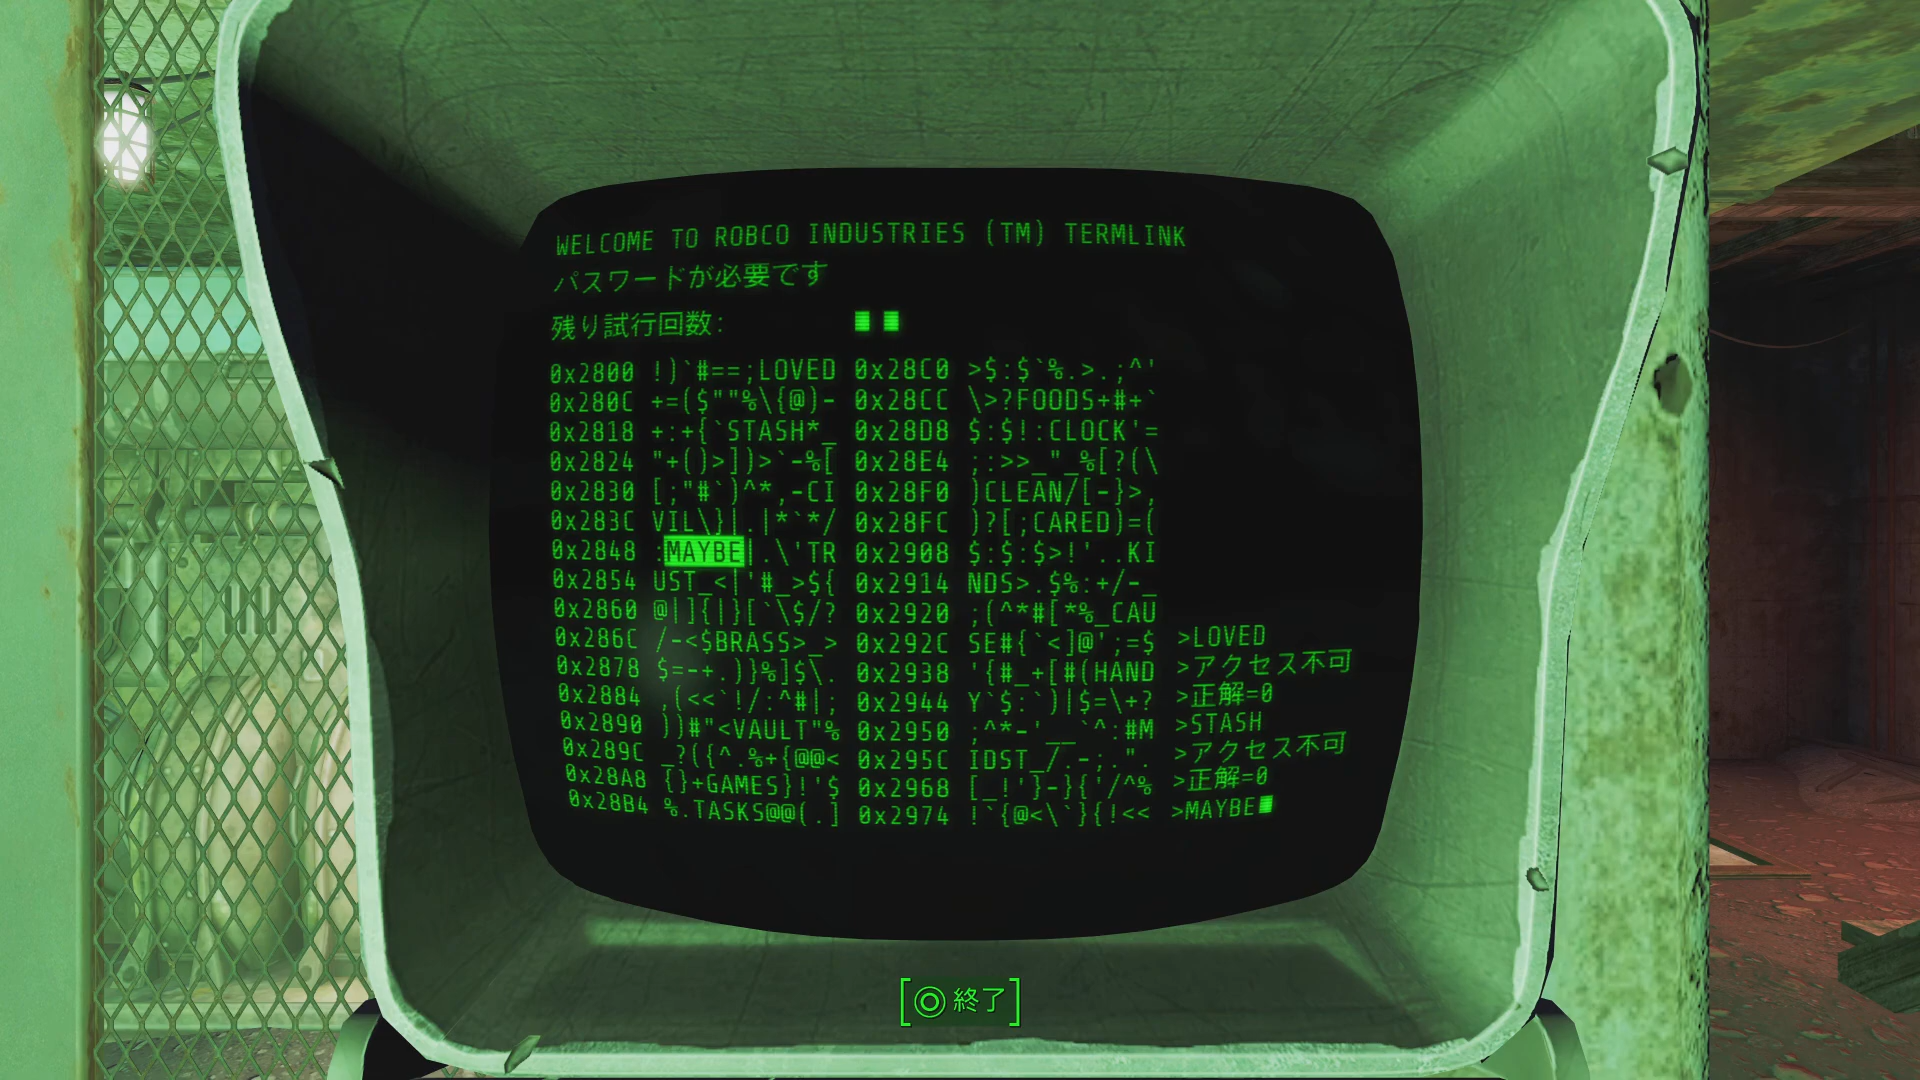 WELCOME TO ROBCO INDUSTRIES (TM) TERMLINK
パスワードが必要です
残り試行回数:
0x2800 !)`#==;LOVED 0x28C0 >$:$`%.>.;^'
0x280C +=($""%\{@)- 0x28CC \>?FOODS+#+`
0x2818 +:+{`STASH*_ 0x28D8 $:$!:CLOCK'=
0x2824 "+()>])>`-%[ 0x28E4 ;:>>_"_%[?(\
0x2830 [;"#`)^*,-CI 0x28F0 )CLEAN/[-}>,
0x283C VIL\}|.|*`*/ 0x28FC )?[;CARED)=(
0x2848 :MAYBE|.\'TR 0x2908 $:$:$>!'..KI
0x2854 UST_<|'#_>${ 0x2914 NDS>.$%:+/-_
0x2860 @|]{|}[`\$/? 0x2920 ;(^*#[*%_CAU
0x286C /-<$BRASS>_> 0x292C SE#{`<]@';=$
0x2878 $=-+.)}%]$\. 0x2938 '{#_+[#(HAND
0x2884 ,(<<`!/:^#|; 0x2944 Y`$:`)|$=\+?
0x2890 ))#"<VAULT"% 0x2950 ;^*-'__`^:#M
0x289C _?({^.%+{@@< 0x295C IDST_/.-;.".
0x28A8 {}+GAMES}!'$ 0x2968 [_!'}-}{'/^%
0x28B4 %.TASKS@@(.] 0x2974 !`{@<\`}{!<<
>LOVED
>アクセス不可
>正解=0
>STASH
>アクセス不可
>正解=0
>MAYBE
[◎ 終了]